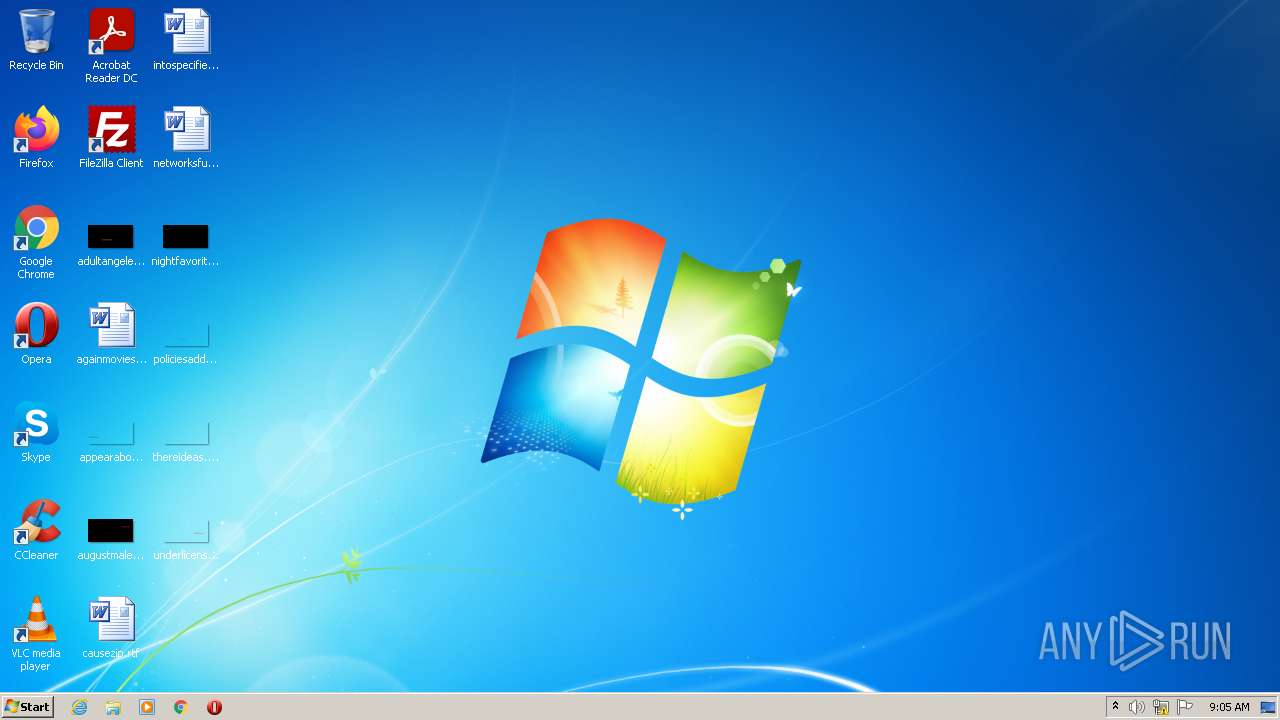 Recycle Bin
Acrobat
Reader DC
intospecifie...
Firefox
FileZilla Client
networksfu...
Google
Chrome
adultangele...
nightfavorit...
Opera
againmovies...
policiesadd...
Skype
appearabo...
thereideas....
CCleaner
augustmale...
underlicens...
VLC media
player
causezip.rtf
ANY RUN
Start
9:05 AM